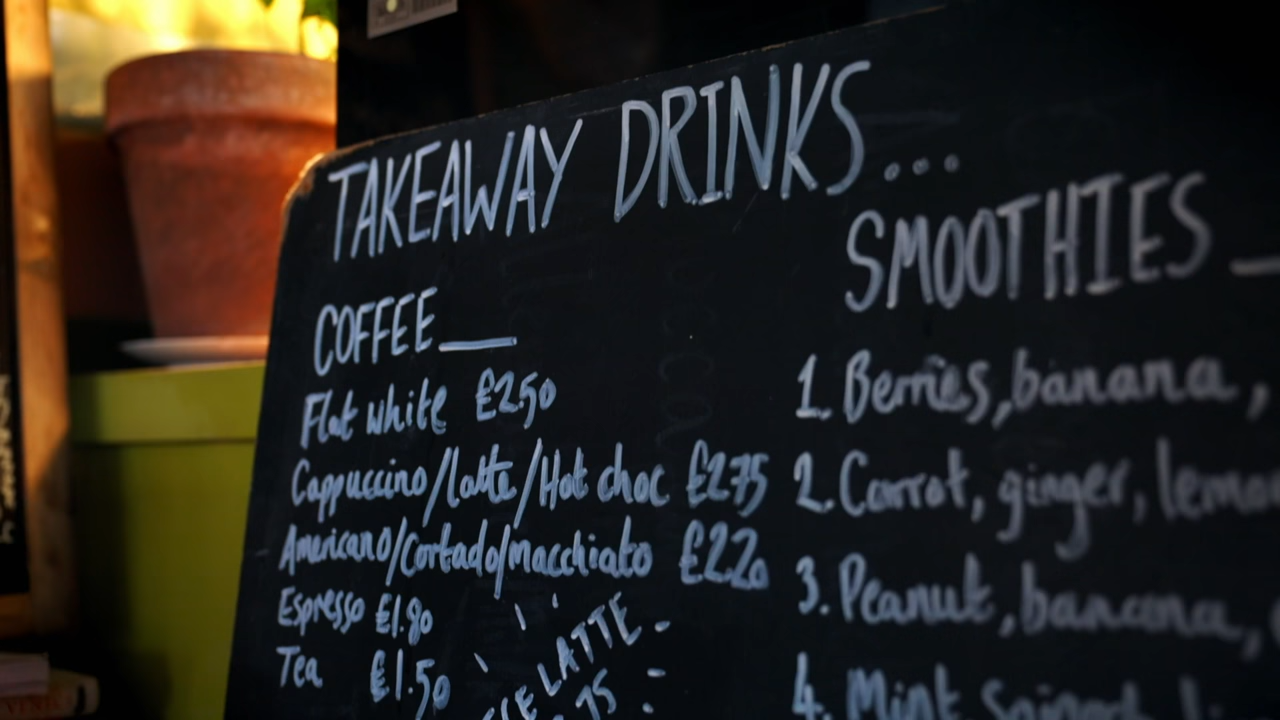 TAKEAWAY DRINKS...
COFFEE
Flat white £2.50
Cappuccino/latte/Hot choc £2.75
Americano/Cortado/macchiato £2.20
Espresso £1.80
Tea £1.50
LATTE
SMOOTHIES
1. Berries, banana,
2. Carrot, ginger, lemon
3. Peanut, banana,
4. Mint